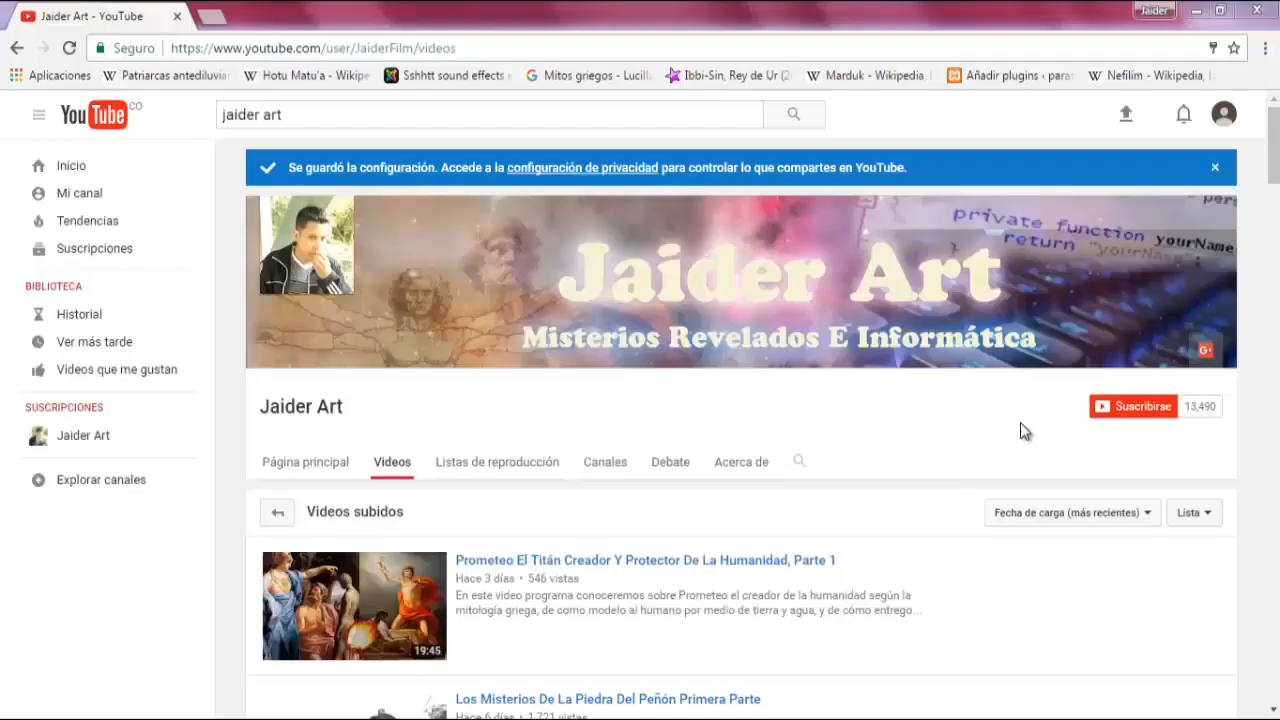 Jaider Art - YouTube
Jaider
Seguro
https://www.youtube.com/user/JaiderFilm/videos
Aplicaciones
Patriarcas antediluvia
Hotu Matu'a - Wikipe
Sshhtt sound effects
Mitos griegos - Lucill
Ibbi-Sin, Rey de Ur (2
Marduk - Wikipedia,
Añadir plugins ‹ para
Nefilim - Wikipedia, l
YouTube CO
jaider art
Inicio
Mi canal
Tendencias
Suscripciones
BIBLIOTECA
Historial
Ver más tarde
Videos que me gustan
SUSCRIPCIONES
Jaider Art
Explorar canales
Se guardó la configuración. Accede a la configuración de privacidad para controlar lo que compartes en YouTube.
private function yourName
return "yourName
Jaider Art
Misterios Revelados E Informática
G+
Jaider Art
Suscribirse 13,490
Página principal Videos Listas de reproducción Canales Debate Acerca de
Videos subidos
Fecha de carga (más recientes)
Lista
Prometeo El Titán Creador Y Protector De La Humanidad, Parte 1
Hace 3 días • 546 vistas
En este video programa conoceremos sobre Prometeo el creador de la humanidad según la
mitología griega, de como modelo al humano por medio de tierra y agua, y de cómo entrego...
19:45
Los Misterios De La Piedra Del Peñón Primera Parte
Hace 6 días • 1,721 vistas